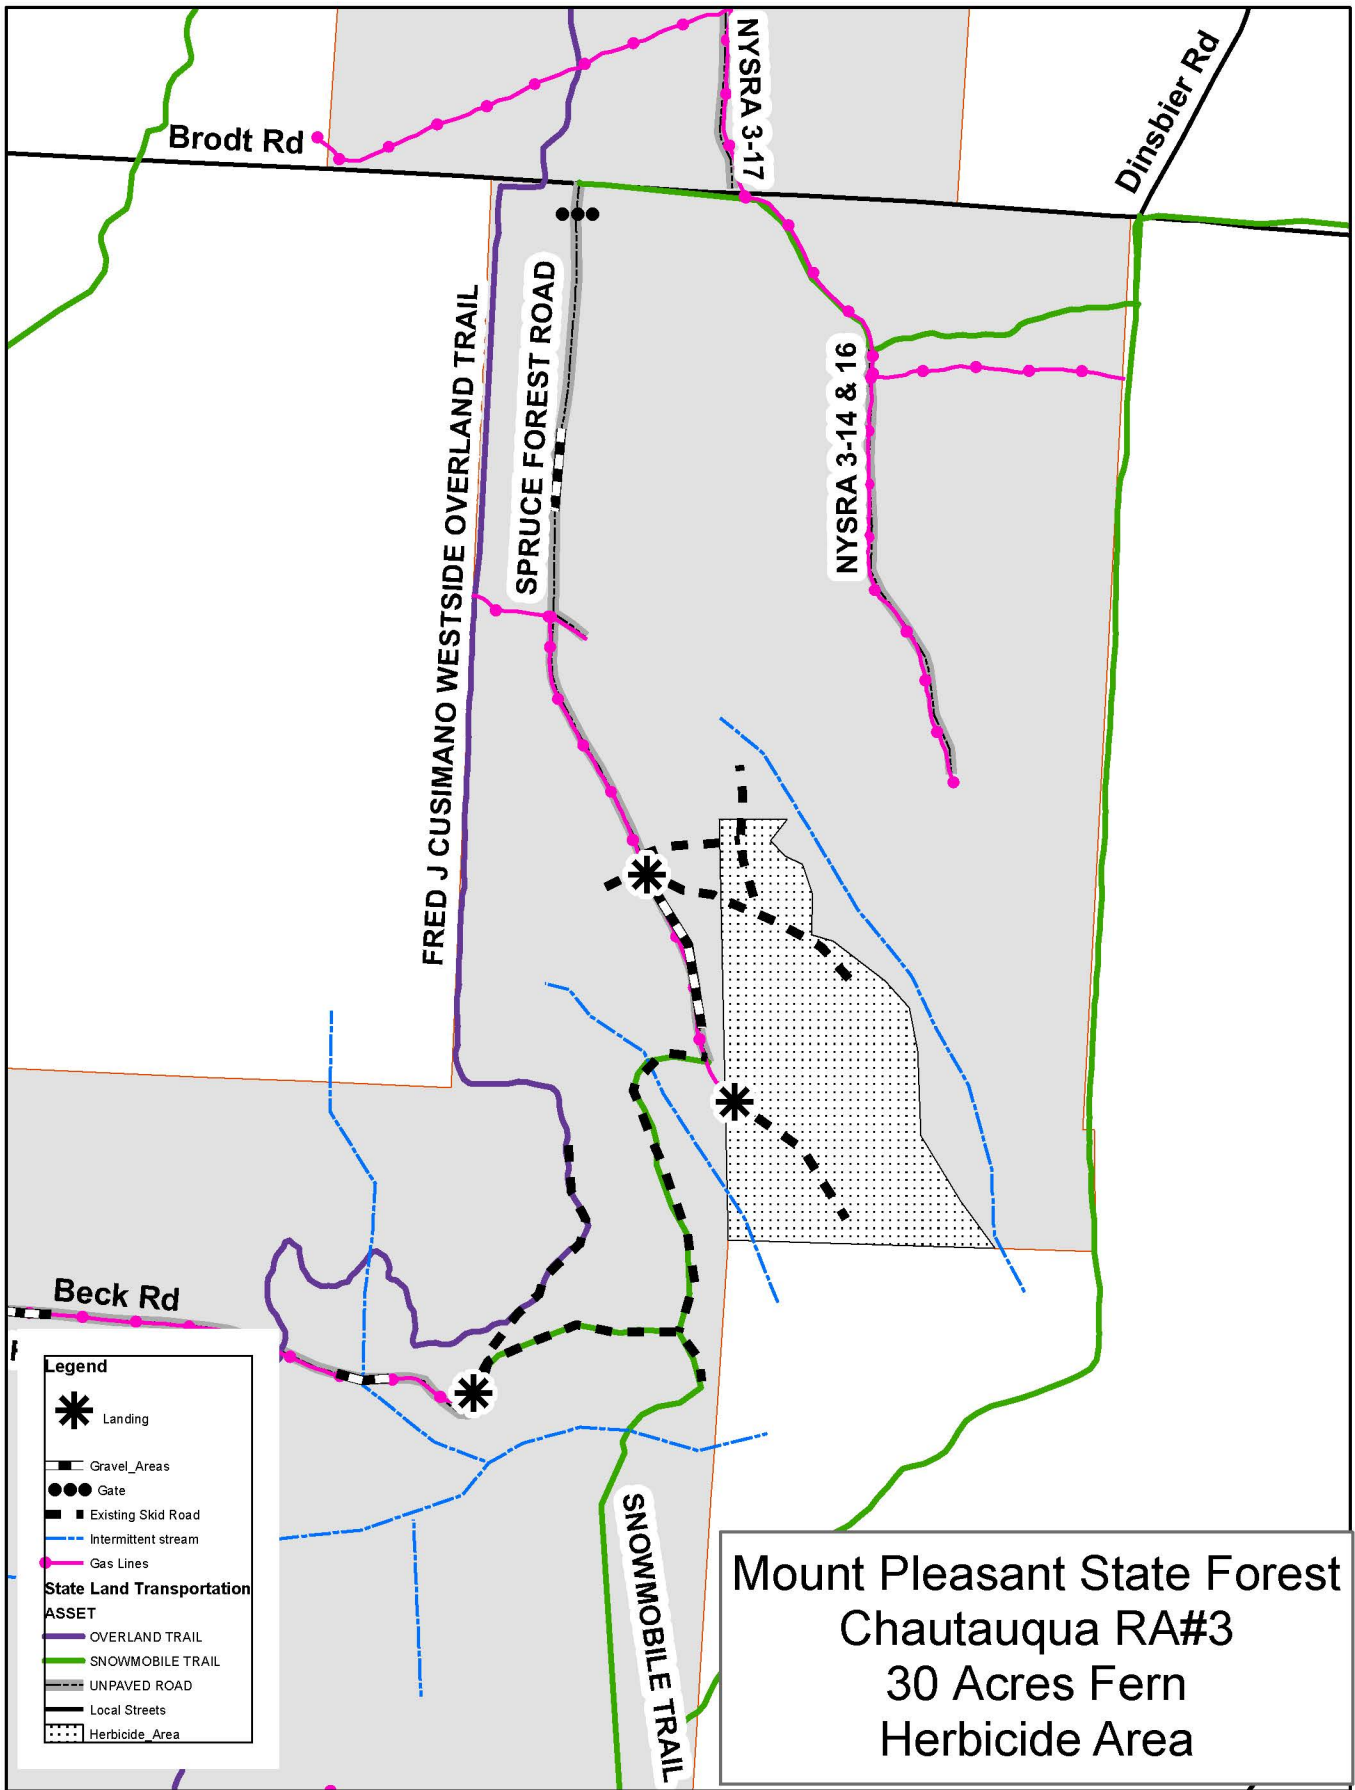 NYSRA 3-17
Dinsbier Rd
Brodt Rd
FRED J CUSIMANO WESTSIDE OVERLAND TRAIL
SPRUCE FOREST ROAD
NYSRA 3-14 & 16
Beck Rd
Legend
Landing
Gravel_Areas
Gate
Existing Skid Road
Intermittent stream
Gas Lines
State Land Transportation
ASSET
OVERLAND TRAIL
SNOWMOBILE TRAIL
UNPAVED ROAD
Local Streets
Herbicide_Area
SNOWMOBILE TRAIL
Mount Pleasant State Forest
Chautauqua RA#3
30 Acres Fern
Herbicide Area